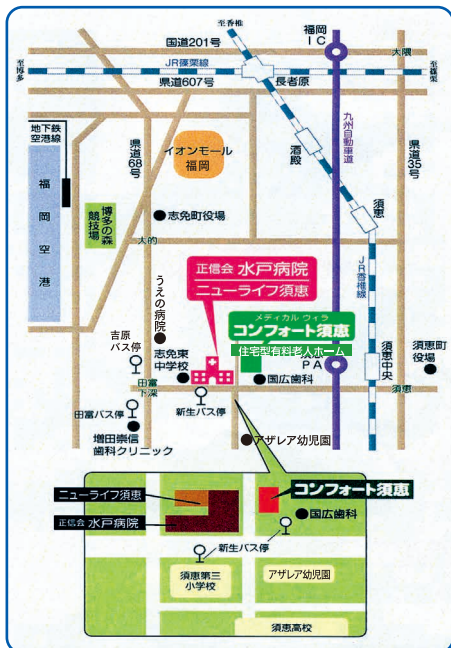 至香椎
福岡
IC
国道201号
大隈
至博多
JR篠栗線
至篠栗
県道607号
長者原
地下鉄
空港線
県道68号
イオンモール
福岡
酒殿
九州自動車道
県道35号
福岡空港
博多の森
競技場
志免町役場
須恵
大的
正信会 水戸病院
ニューライフ須恵
JR香椎線
うえの病院
メディカル ヴィラ
コンフォート須恵
住宅型有料老人ホーム
吉原
バス停
志免東
中学校
PA
須恵中央
須恵町
役場
国広歯科
田富
下深
須恵
新生バス停
田富バス停
増田崇信
歯科クリニック
アザレア幼児園
ニューライフ須恵
コンフォート須恵
正信会 水戸病院
国広歯科
新生バス停
須恵第三
小学校
アザレア幼児園
須恵高校